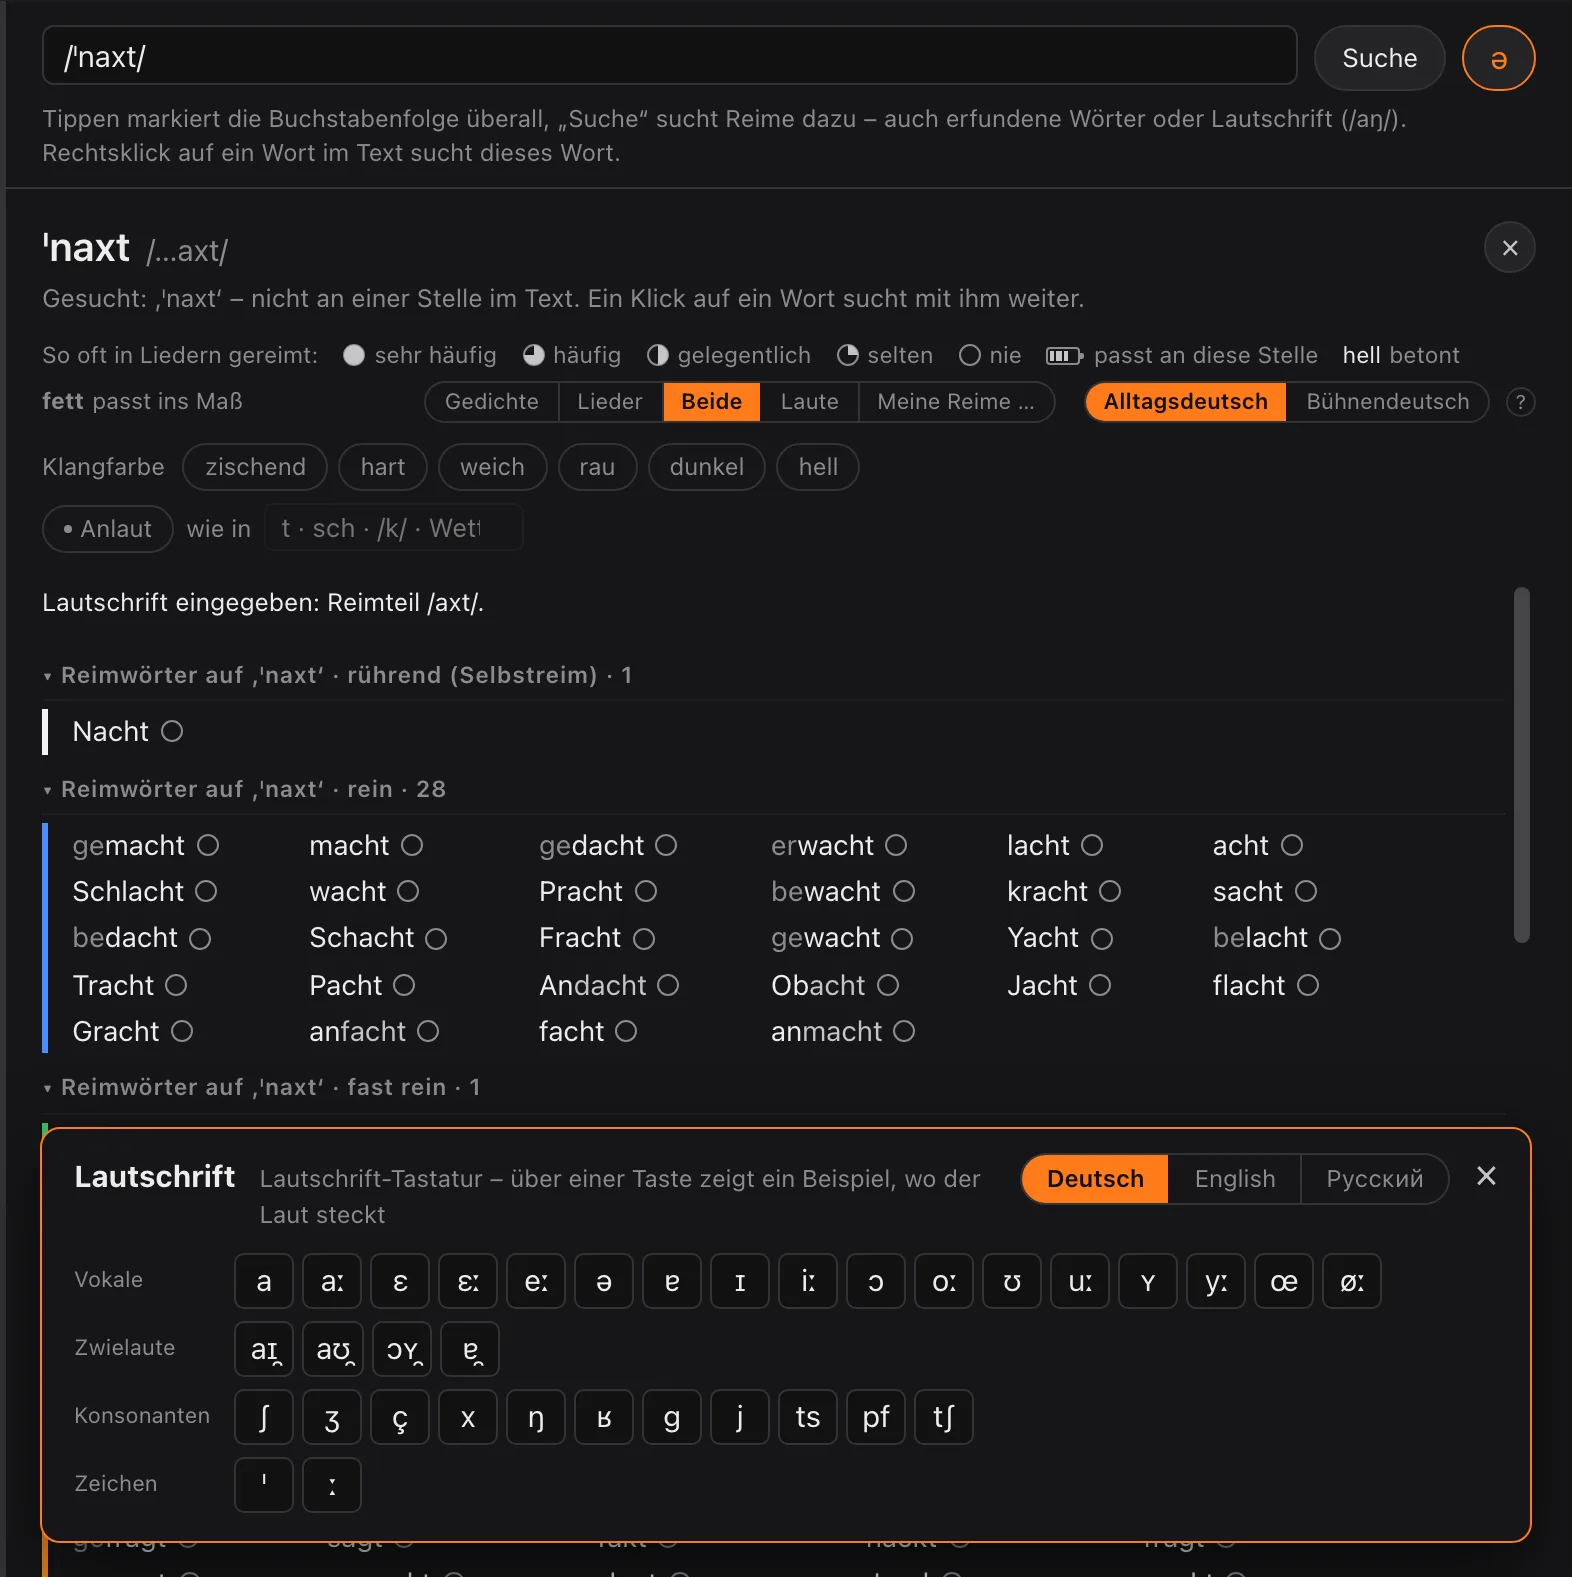 /ˈnaxt/ Suche ə
Tippen markiert die Buchstabenfolge überall, „Suche“ sucht Reime dazu – auch erfundene Wörter oder Lautschrift (/aŋ/).
Rechtsklick auf ein Wort im Text sucht dieses Wort.
ˈnaxt /…axt/ ×
Gesucht: ‚ˈnaxt‘ – nicht an einer Stelle im Text. Ein Klick auf ein Wort sucht mit ihm weiter.
So oft in Liedern gereimt: sehr häufig häufig gelegentlich selten nie passt an diese Stelle hell betont
fett passt ins Maß Gedichte Lieder Beide Laute Meine Reime … Alltagsdeutsch Bühnendeutsch ?
Klangfarbe zischend hart weich rau dunkel hell
• Anlaut wie in t · sch · /k/ · Wett
Lautschrift eingegeben: Reimteil /axt/.
▾ Reimwörter auf ‚ˈnaxt‘ · rührend (Selbstreim) · 1
Nacht
▾ Reimwörter auf ‚ˈnaxt‘ · rein · 28
gemacht macht gedacht erwacht lacht acht
Schlacht wacht Pracht bewacht kracht sacht
bedacht Schacht Fracht gewacht Yacht belacht
Tracht Pacht Andacht Obacht Jacht flacht
Gracht anfacht facht anmacht
▾ Reimwörter auf ‚ˈnaxt‘ · fast rein · 1
Lautschrift Lautschrift-Tastatur – über einer Taste zeigt ein Beispiel, wo der Deutsch English Русский ×
Laut steckt
Vokale a aː ɛ ɛː eː ə ɐ ɪ iː ɔ oː ʊ uː ʏ yː œ øː
Zwielaute aɪ̯ aʊ̯ ɔʏ̯ ɐ̯
Konsonanten ʃ ʒ ç x ŋ ʁ ɡ j ts pf tʃ
Zeichen ˈ ː